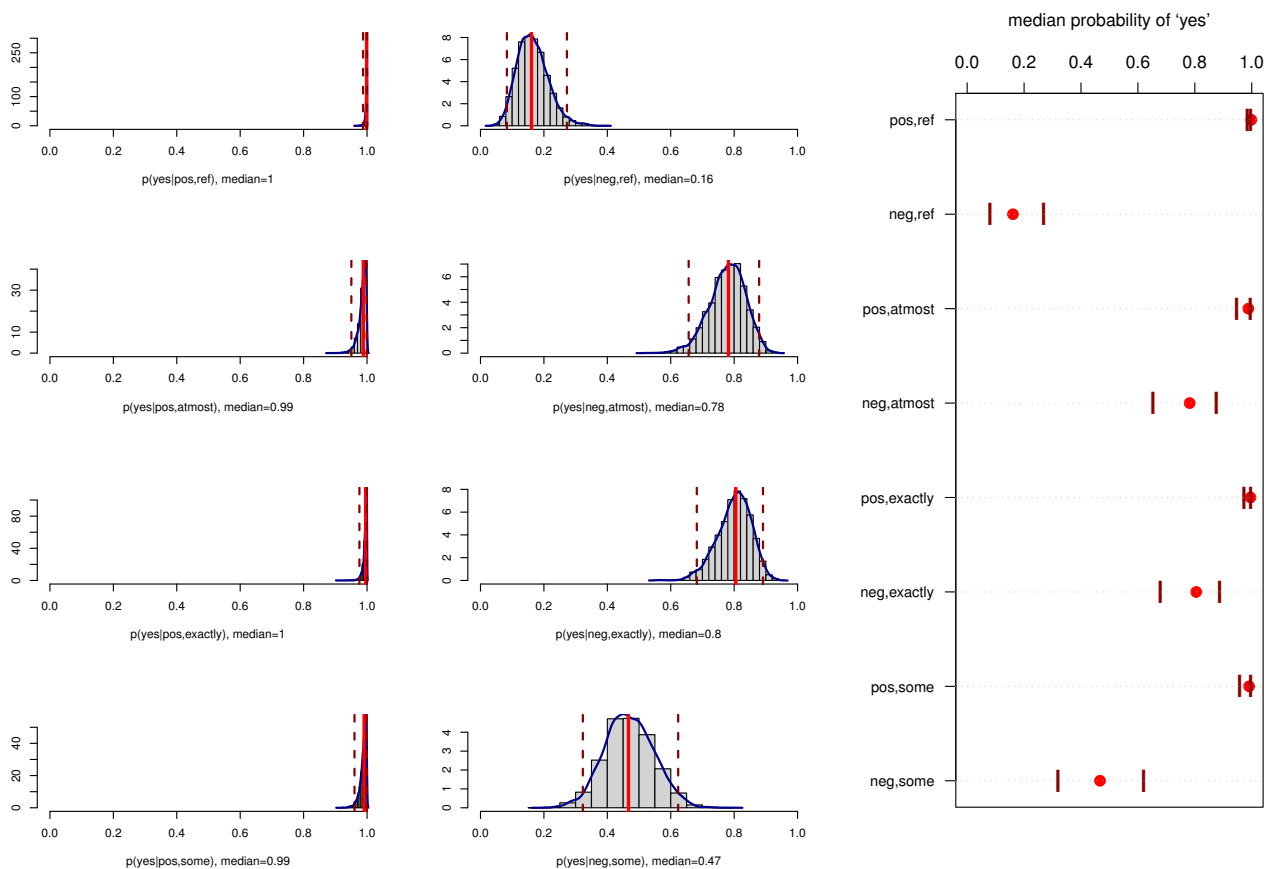 median probability of ‘yes’
0.0 0.2 0.4 0.6 0.8 1.0
pos,ref
neg,ref
pos,atmost
neg,atmost
pos,exactly
neg,exactly
pos,some
neg,some
0 100 250
0.0 0.2 0.4 0.6 0.8 1.0
p(yes|pos,ref), median=1
0 2 4 6 8
0.0 0.2 0.4 0.6 0.8 1.0
p(yes|neg,ref), median=0.16
0 10 30
0.0 0.2 0.4 0.6 0.8 1.0
p(yes|pos,atmost), median=0.99
0 2 4 6
0.0 0.2 0.4 0.6 0.8 1.0
p(yes|neg,atmost), median=0.78
0 40 80
0.0 0.2 0.4 0.6 0.8 1.0
p(yes|pos,exactly), median=1
0 2 4 6 8
0.0 0.2 0.4 0.6 0.8 1.0
p(yes|neg,exactly), median=0.8
0 20 40
0.0 0.2 0.4 0.6 0.8 1.0
p(yes|pos,some), median=0.99
0 1 2 3 4
0.0 0.2 0.4 0.6 0.8 1.0
p(yes|neg,some), median=0.47